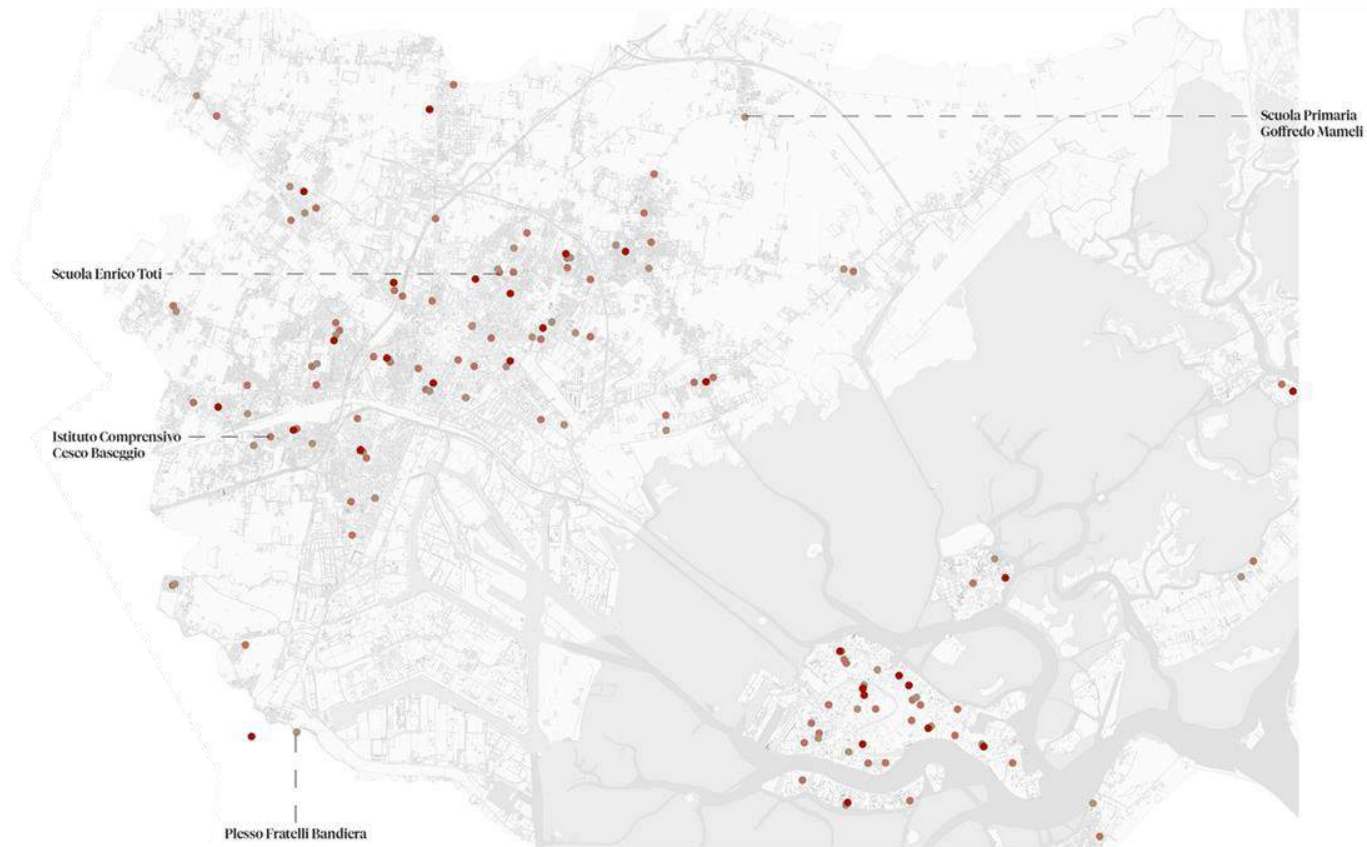 Scuola Primaria
Goffredo Mameli
Scuola Enrico Toti
Istituto Comprensivo
Cesco Baseggio
Plesso Fratelli Bandiera